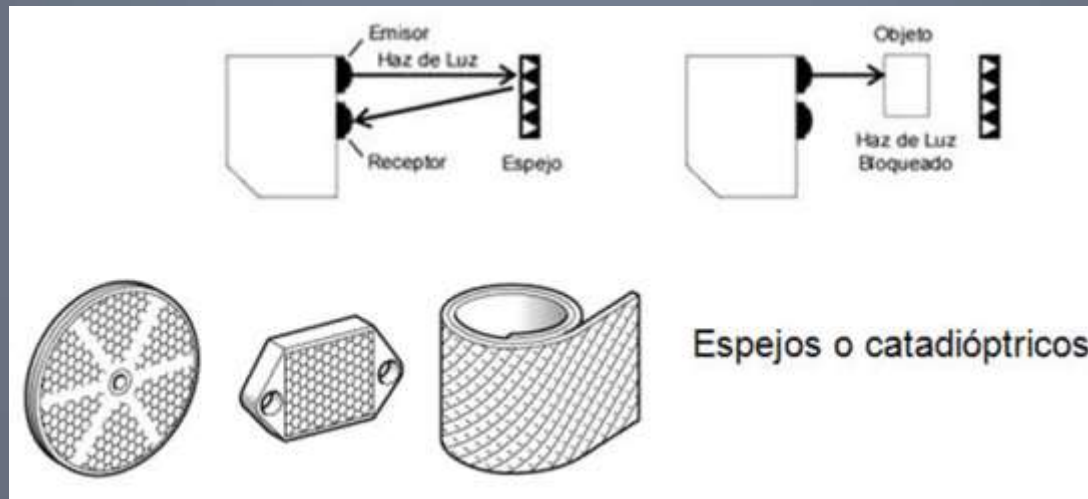 Emisor
Haz de Luz
Receptor
Espejo
Objeto
Haz de Luz
Bloqueado
Espejos o catadióptricos